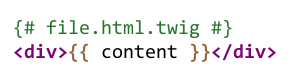 {# file.html.twig #}
<div>{{ content }}</div>